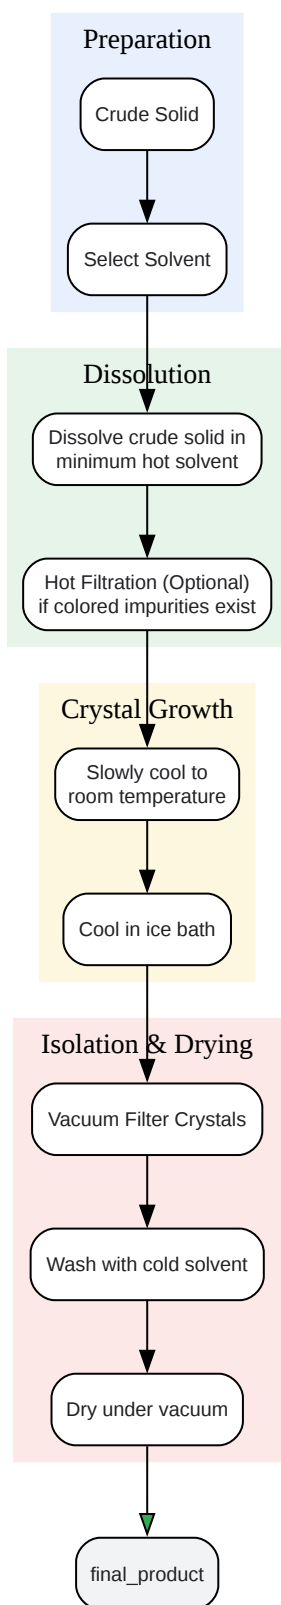 Preparation
Crude Solid
Select Solvent
Dissolution
Dissolve crude solid in
minimum hot solvent
Hot Filtration (Optional)
if colored impurities exist
Crystal Growth
Slowly cool to
room temperature
Cool in ice bath
Isolation & Drying
Vacuum Filter Crystals
Wash with cold solvent
Dry under vacuum
final_product